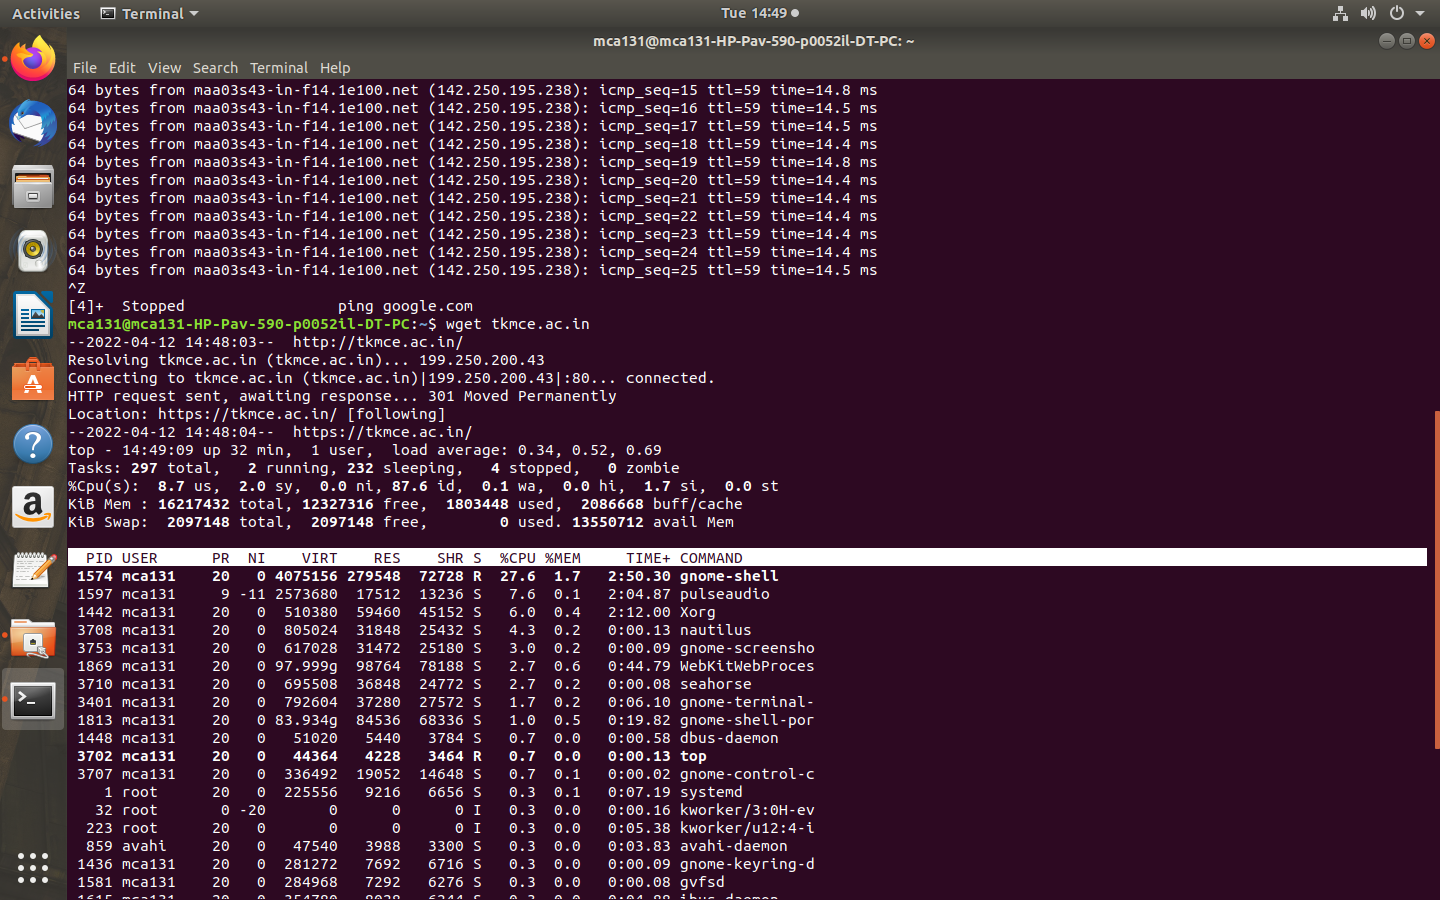 Activities Terminal Tue 14:49
mca131@mca131-HP-Pav-590-p0052il-DT-PC: ~
File Edit View Search Terminal Help
64 bytes from maa03s43-in-f14.1e100.net (142.250.195.238): icmp_seq=15 ttl=59 time=14.8 ms
64 bytes from maa03s43-in-f14.1e100.net (142.250.195.238): icmp_seq=16 ttl=59 time=14.5 ms
64 bytes from maa03s43-in-f14.1e100.net (142.250.195.238): icmp_seq=17 ttl=59 time=14.5 ms
64 bytes from maa03s43-in-f14.1e100.net (142.250.195.238): icmp_seq=18 ttl=59 time=14.4 ms
64 bytes from maa03s43-in-f14.1e100.net (142.250.195.238): icmp_seq=19 ttl=59 time=14.8 ms
64 bytes from maa03s43-in-f14.1e100.net (142.250.195.238): icmp_seq=20 ttl=59 time=14.4 ms
64 bytes from maa03s43-in-f14.1e100.net (142.250.195.238): icmp_seq=21 ttl=59 time=14.4 ms
64 bytes from maa03s43-in-f14.1e100.net (142.250.195.238): icmp_seq=22 ttl=59 time=14.4 ms
64 bytes from maa03s43-in-f14.1e100.net (142.250.195.238): icmp_seq=23 ttl=59 time=14.4 ms
64 bytes from maa03s43-in-f14.1e100.net (142.250.195.238): icmp_seq=24 ttl=59 time=14.4 ms
64 bytes from maa03s43-in-f14.1e100.net (142.250.195.238): icmp_seq=25 ttl=59 time=14.5 ms
^Z
[4]+  Stopped                 ping google.com
mca131@mca131-HP-Pav-590-p0052il-DT-PC:~$ wget tkmce.ac.in
--2022-04-12 14:48:03--  http://tkmce.ac.in/
Resolving tkmce.ac.in (tkmce.ac.in)... 199.250.200.43
Connecting to tkmce.ac.in (tkmce.ac.in)|199.250.200.43|:80... connected.
HTTP request sent, awaiting response... 301 Moved Permanently
Location: https://tkmce.ac.in/ [following]
--2022-04-12 14:48:04--  https://tkmce.ac.in/
top - 14:49:09 up 32 min,  1 user,  load average: 0.34, 0.52, 0.69
Tasks: 297 total,   2 running, 232 sleeping,   4 stopped,   0 zombie
%Cpu(s):  8.7 us,  2.0 sy,  0.0 ni, 87.6 id,  0.1 wa,  0.0 hi,  1.7 si,  0.0 st
KiB Mem : 16217432 total, 12327316 free,  1803448 used,  2086668 buff/cache
KiB Swap:  2097148 total,  2097148 free,        0 used. 13550712 avail Mem
PID USER      PR  NI    VIRT    RES    SHR S  %CPU %MEM     TIME+ COMMAND
1574 mca131    20   0 4075156 279548  72728 R  27.6  1.7   2:50.30 gnome-shell
1597 mca131     9 -11 2573680  17512  13236 S   7.6  0.1   2:04.87 pulseaudio
1442 mca131    20   0  510380  59460  45152 S   6.0  0.4   2:12.00 Xorg
3708 mca131    20   0  805024  31848  25432 S   4.3  0.2   0:00.13 nautilus
3753 mca131    20   0  617028  31472  25180 S   3.0  0.2   0:00.09 gnome-screensho
1869 mca131    20   0 97.999g  98764  78188 S   2.7  0.6   0:44.79 WebKitWebProces
3710 mca131    20   0  695508  36848  24772 S   2.7  0.2   0:00.08 seahorse
3401 mca131    20   0  792604  37280  27572 S   1.7  0.2   0:06.10 gnome-terminal-
1813 mca131    20   0 83.934g  84536  68336 S   1.0  0.5   0:19.82 gnome-shell-por
1448 mca131    20   0   51020   5440   3784 S   0.7  0.0   0:00.58 dbus-daemon
3702 mca131    20   0   44364   4228   3464 R   0.7  0.0   0:00.13 top
3707 mca131    20   0  336492  19052  14648 S   0.7  0.1   0:00.02 gnome-control-c
1 root      20   0  225556   9216   6656 S   0.3  0.1   0:07.19 systemd
32 root       0 -20       0      0      0 I   0.3  0.0   0:00.16 kworker/3:0H-ev
223 root      20   0       0      0      0 I   0.3  0.0   0:05.38 kworker/u12:4-i
859 avahi     20   0   47540   3988   3300 S   0.3  0.0   0:03.83 avahi-daemon
1436 mca131    20   0  281272   7692   6716 S   0.3  0.0   0:00.09 gnome-keyring-d
1581 mca131    20   0  284968   7292   6276 S   0.3  0.0   0:00.08 gvfsd